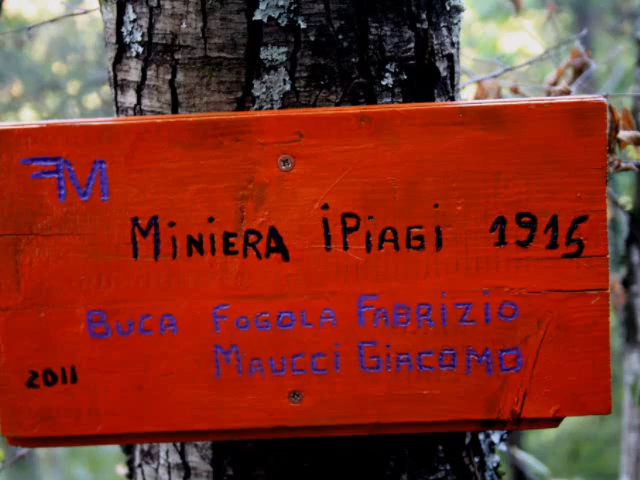 FM
MiNiERA iPiAGi 1915
BUCA FOGOLA FABRIZIO
MAUCCi GIACOMO
2011